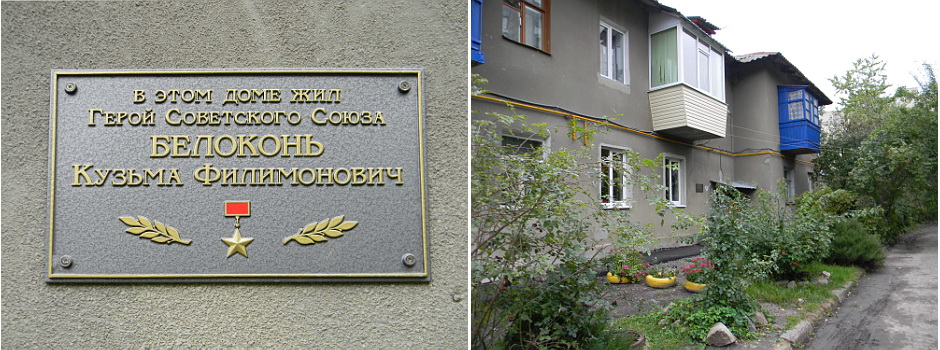 В ЭТОМ ДОМЕ ЖИЛ
ГЕРОЙ СОВЕТСКОГО СОЮЗА
БЕЛОКОНЬ
КУЗЬМА ФИЛИМОНОВИЧ